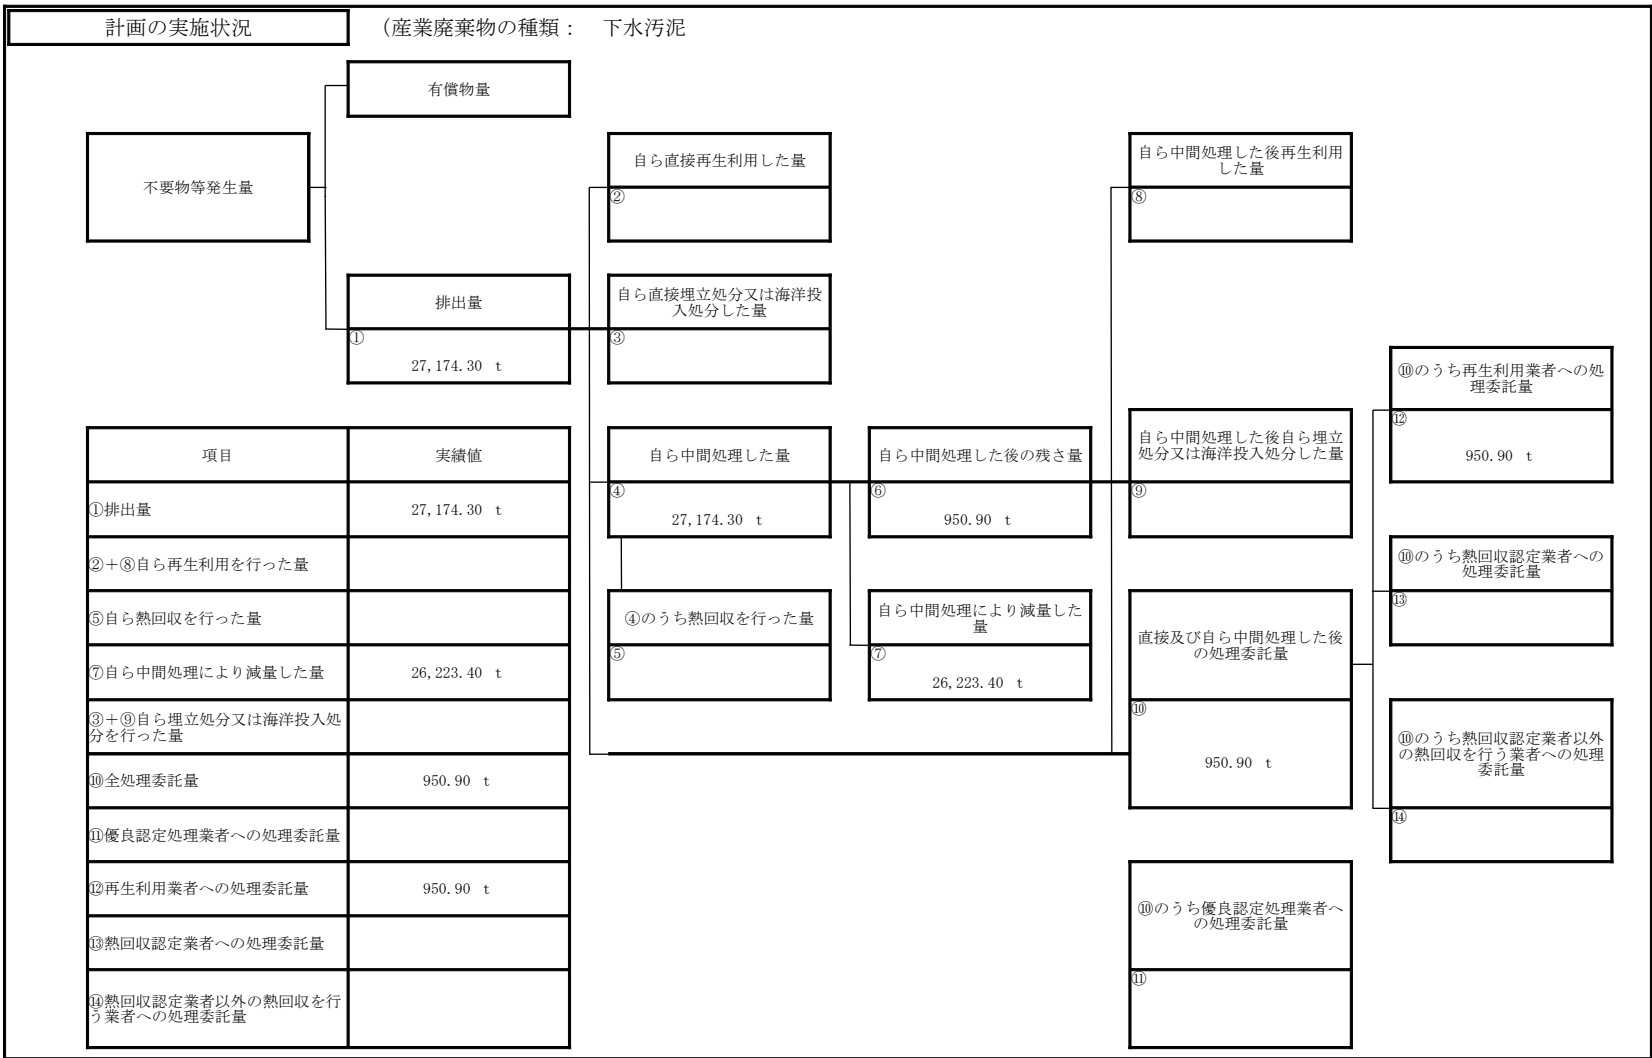 計画の実施状況
（産業廃棄物の種類： 下水汚泥
有償物量
不要物等発生量
自ら直接再生利用した量
②
自ら中間処理した後再生利用
した量
⑧
排出量
①
27,174.30 t
自ら直接埋立処分又は海洋投
入処分した量
③
⑩のうち再生利用業者への処
理委託量
⑫
950.90 t
項目 実績値
①排出量 27,174.30 t
②＋⑧自ら再生利用を行った量
⑤自ら熱回収を行った量
⑦自ら中間処理により減量した量 26,223.40 t
③＋⑨自ら埋立処分又は海洋投入処
分を行った量
⑩全処理委託量 950.90 t
⑪優良認定処理業者への処理委託量
⑫再生利用業者への処理委託量 950.90 t
⑬熱回収認定業者への処理委託量
⑭熱回収認定業者以外の熱回収を行
う業者への処理委託量
自ら中間処理した量
④
27,174.30 t
自ら中間処理した後の残さ量
⑥
950.90 t
自ら中間処理した後自ら埋立
処分又は海洋投入処分した量
⑨
④のうち熱回収を行った量
⑤
自ら中間処理により減量した
量
⑦
26,223.40 t
直接及び自ら中間処理した後
の処理委託量
⑩
950.90 t
⑩のうち熱回収認定業者への
処理委託量
⑬
⑩のうち熱回収認定業者以外
の熱回収を行う業者への処理
委託量
⑭
⑩のうち優良認定処理業者へ
の処理委託量
⑪